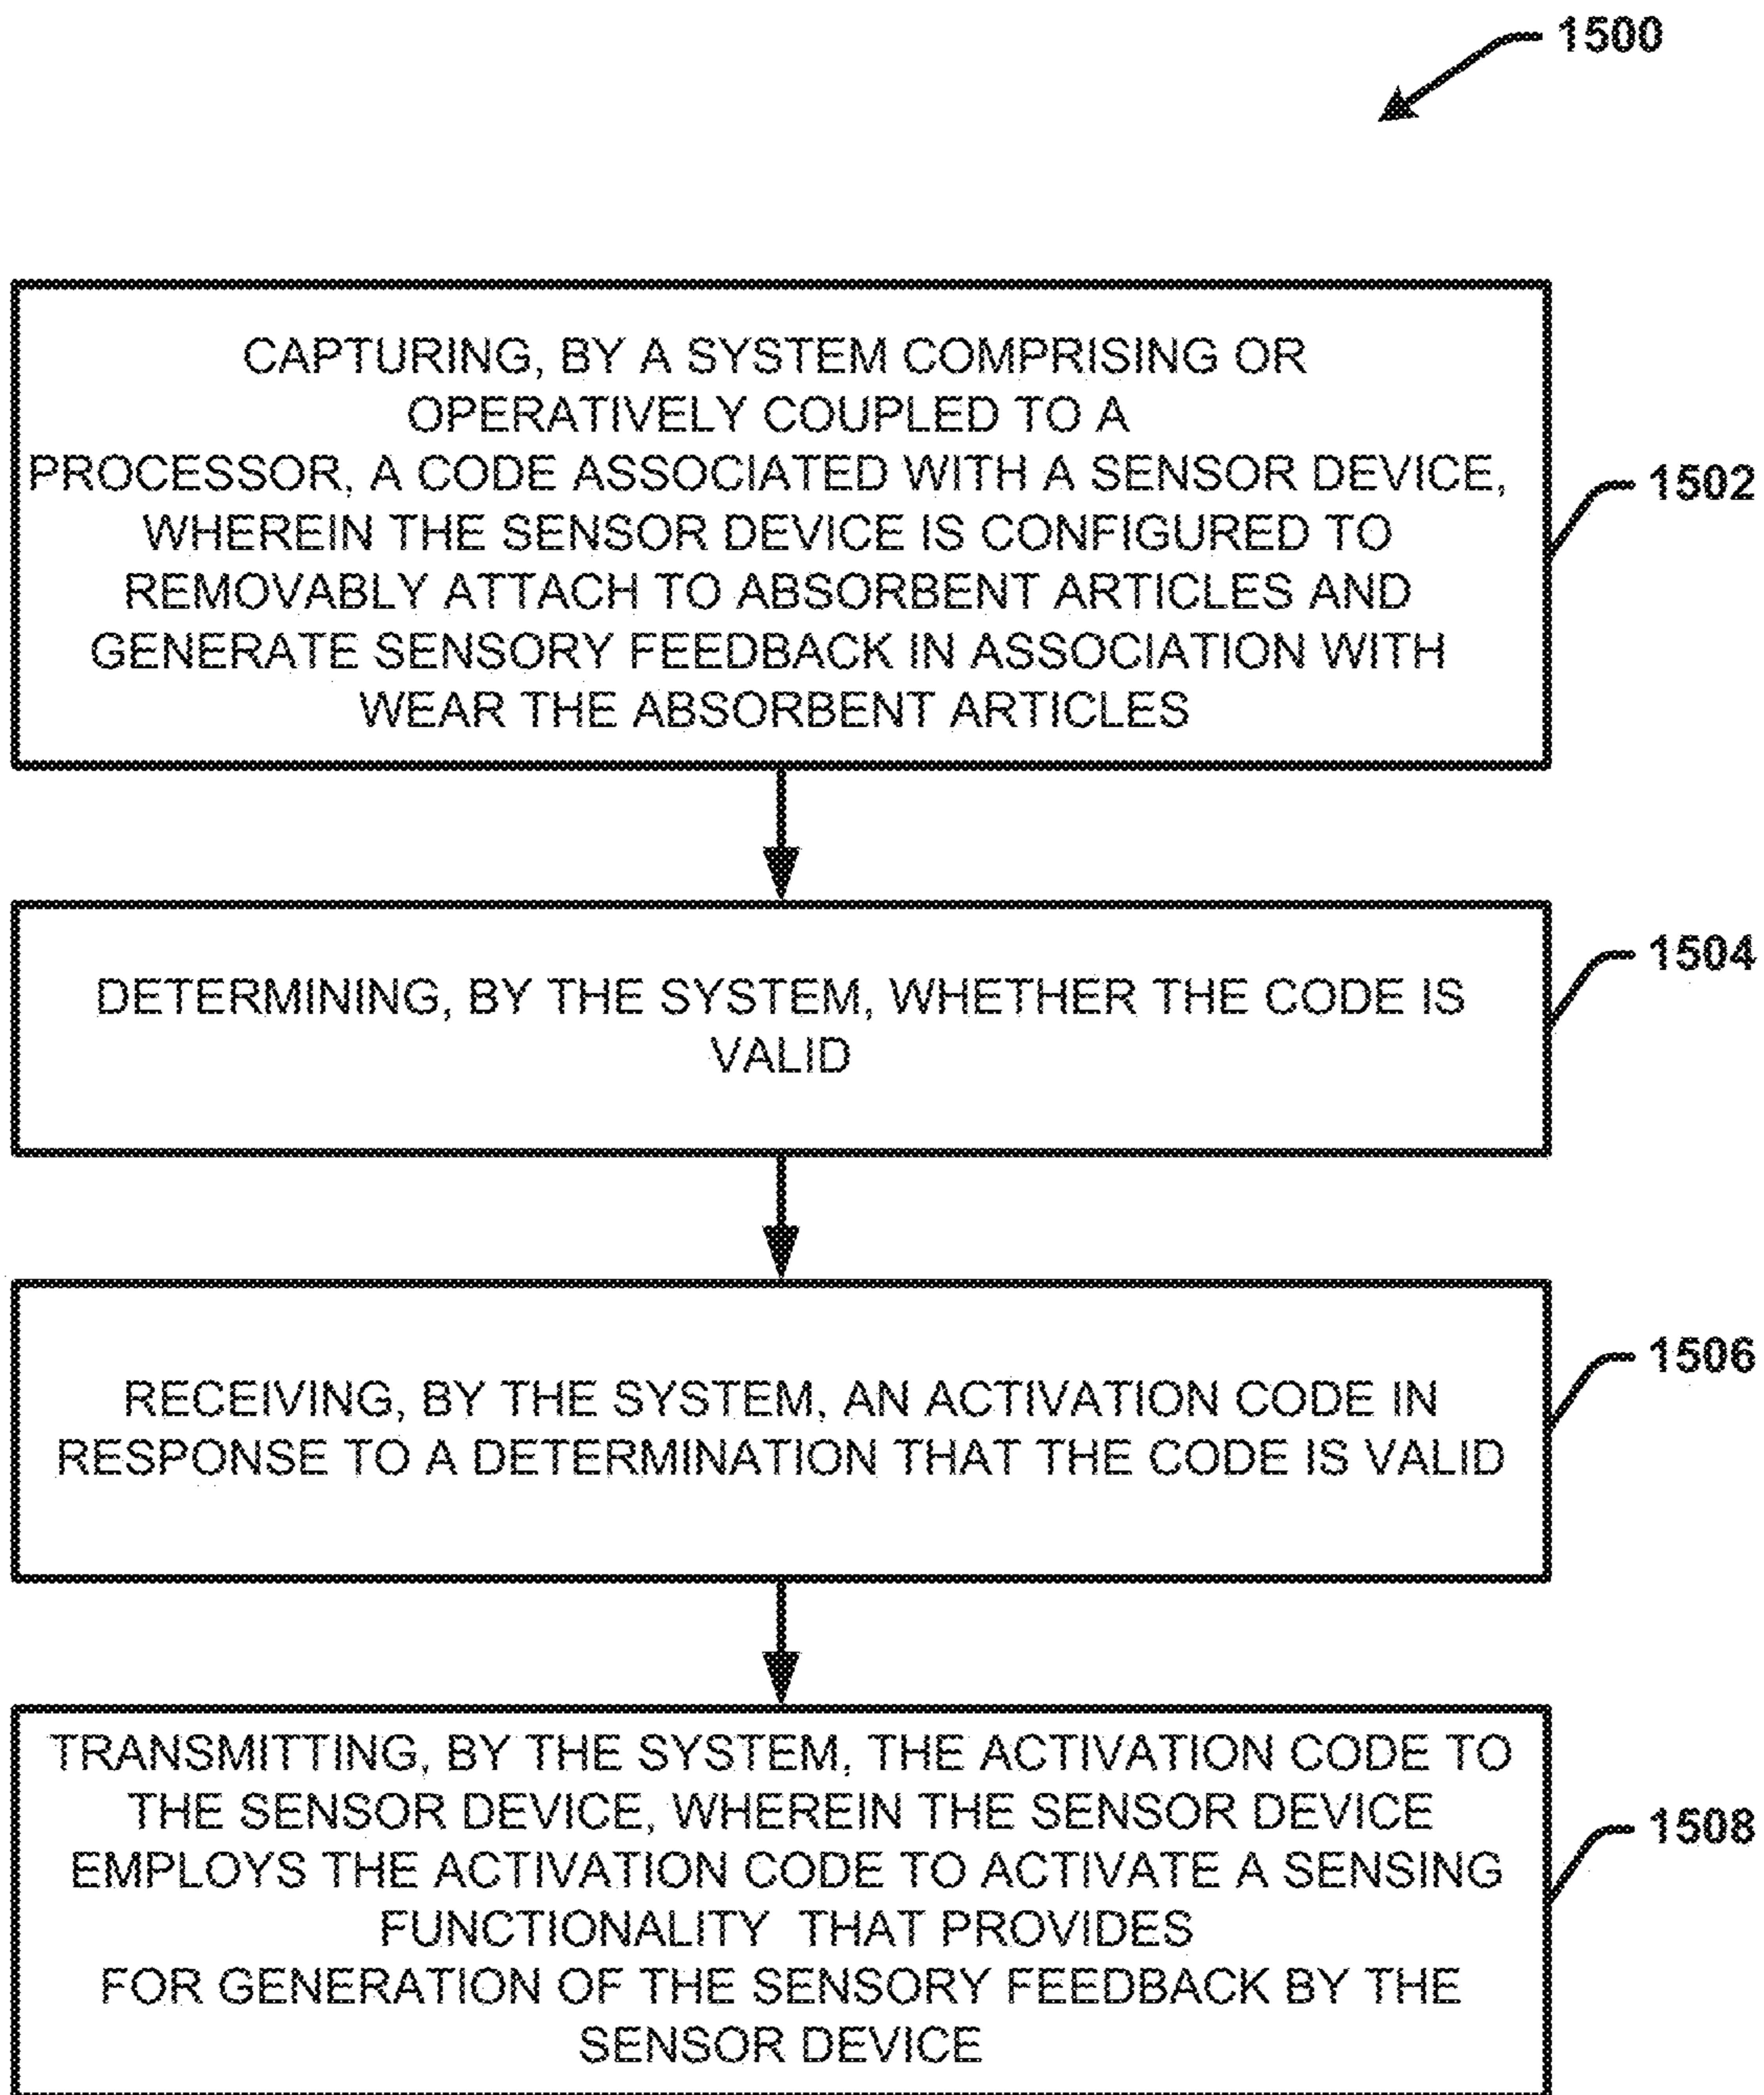 1500
CAPTURING, BY A SYSTEM COMPRISING OR
OPERATIVELY COUPLED TO A
PROCESSOR, A CODE ASSOCIATED WITH A SENSOR DEVICE,
WHEREIN THE SENSOR DEVICE IS CONFIGURED TO
REMOVABLY ATTACH TO ABSORBENT ARTICLES AND
GENERATE SENSORY FEEDBACK IN ASSOCIATION WITH
WEAR THE ABSORBENT ARTICLES
1502
DETERMINING, BY THE SYSTEM, WHETHER THE CODE IS
VALID
1504
RECEIVING, BY THE SYSTEM, AN ACTIVATION CODE IN
RESPONSE TO A DETERMINATION THAT THE CODE IS VALID
1506
TRANSMITTING, BY THE SYSTEM, THE ACTIVATION CODE TO
THE SENSOR DEVICE, WHEREIN THE SENSOR DEVICE
EMPLOYS THE ACTIVATION CODE TO ACTIVATE A SENSING
FUNCTIONALITY THAT PROVIDES
FOR GENERATION OF THE SENSORY FEEDBACK BY THE
SENSOR DEVICE
1508